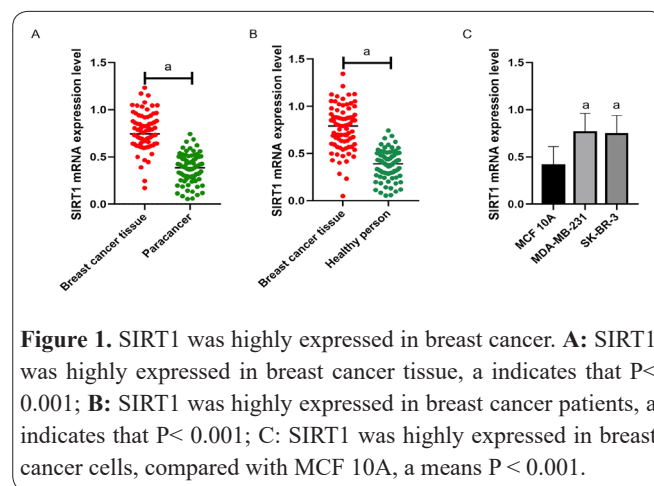 A
SIRT1 mRNA expression level
1.5
1.0
0.5
0.0
a
Breast cancer tissue
Paracancer
B
SIRT1 mRNA expression level
1.5
1.0
0.5
0.0
a
Breast cancer tissue
Healthy person
C
SIRT1 mRNA expression level
1.5
1.0
0.5
0.0
a
a
MCF 10A
MDA-MB-231
SK-BR-3
Figure 1. SIRT1 was highly expressed in breast cancer. A: SIRT1
was highly expressed in breast cancer tissue, a indicates that P<
0.001; B: SIRT1 was highly expressed in breast cancer patients, a
indicates that P< 0.001; C: SIRT1 was highly expressed in breast
cancer cells, compared with MCF 10A, a means P < 0.001.